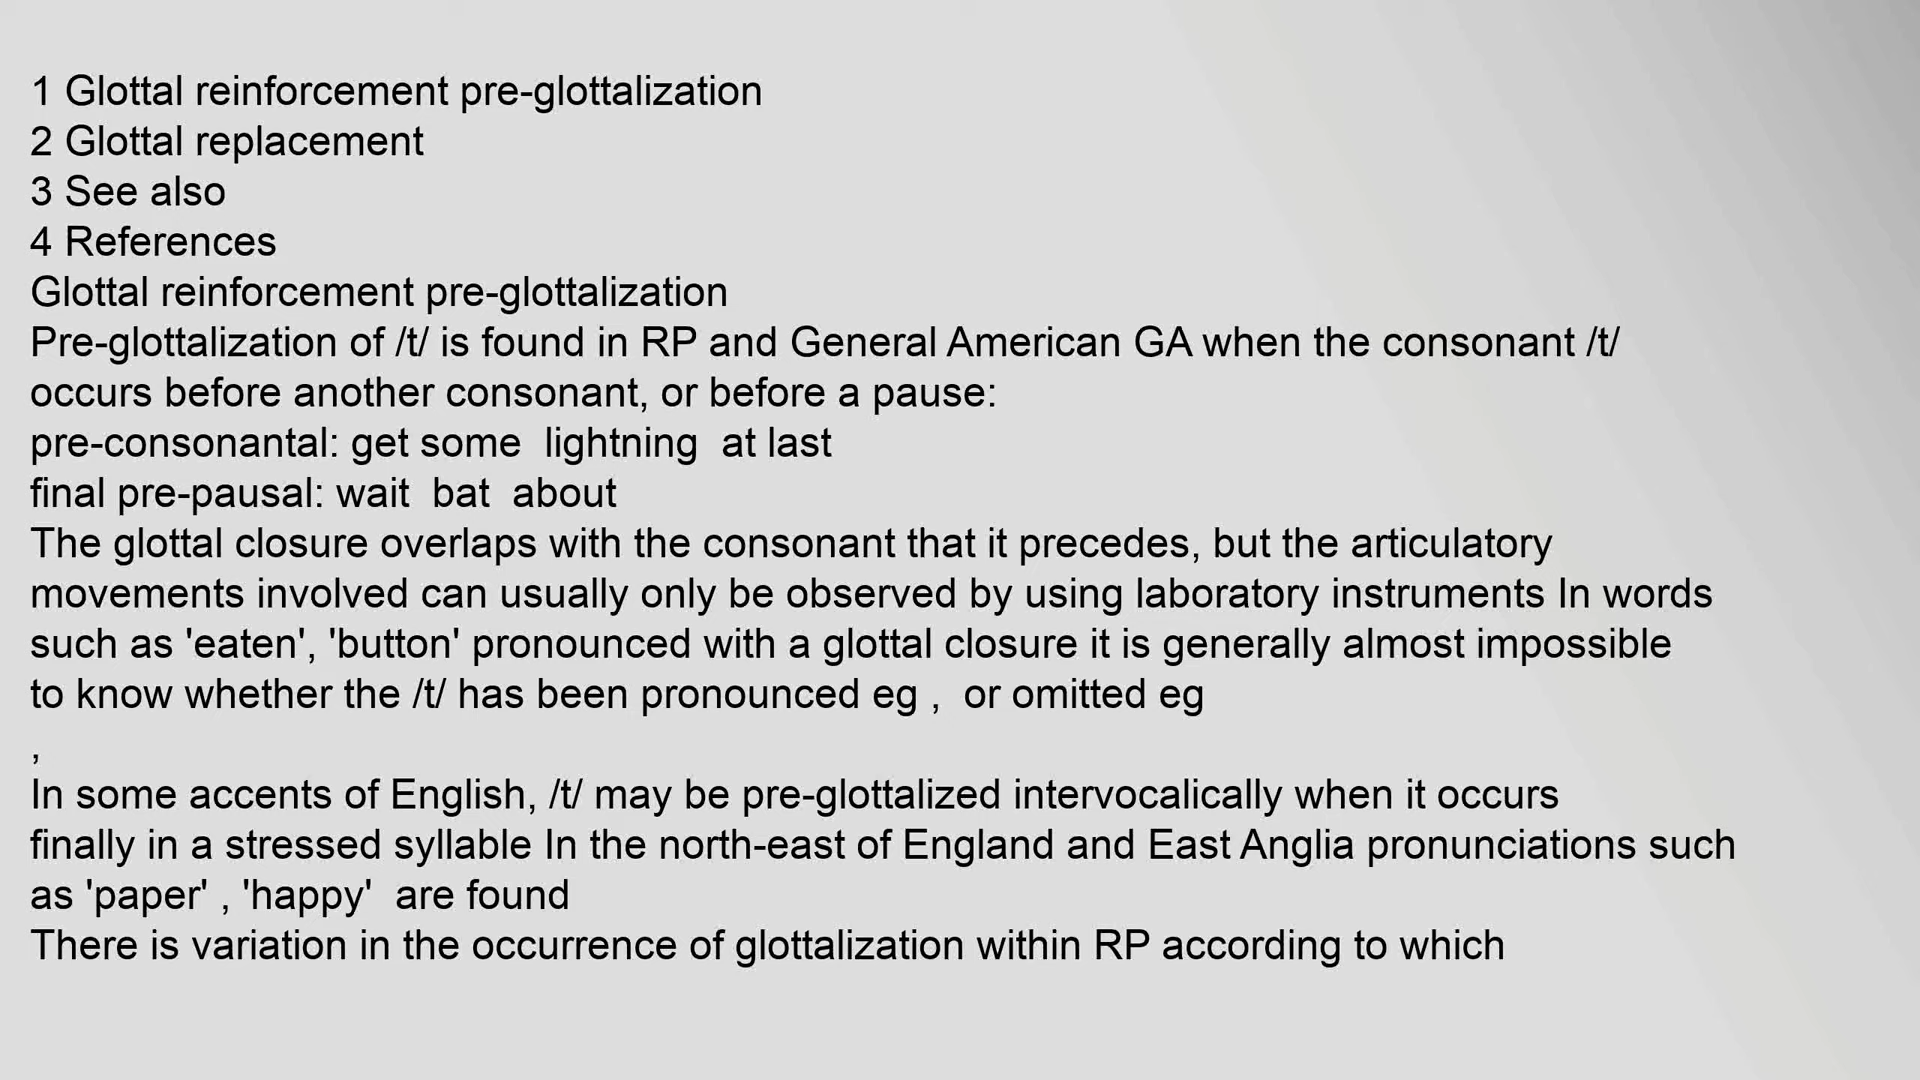 1 Glottal reinforcement pre-glottalization
2 Glottal replacement
3 See also
4 References
Glottal reinforcement pre-glottalization
Pre-glottalization of /t/ is found in RP and General American GA when the consonant /t/
occurs before another consonant, or before a pause:
pre-consonantal: get some  lightning  at last
final pre-pausal: wait  bat  about
The glottal closure overlaps with the consonant that it precedes, but the articulatory
movements involved can usually only be observed by using laboratory instruments In words
such as 'eaten', 'button' pronounced with a glottal closure it is generally almost impossible
to know whether the /t/ has been pronounced eg ,  or omitted eg
,
In some accents of English, /t/ may be pre-glottalized intervocalically when it occurs
finally in a stressed syllable In the north-east of England and East Anglia pronunciations such
as 'paper' , 'happy'  are found
There is variation in the occurrence of glottalization within RP according to which